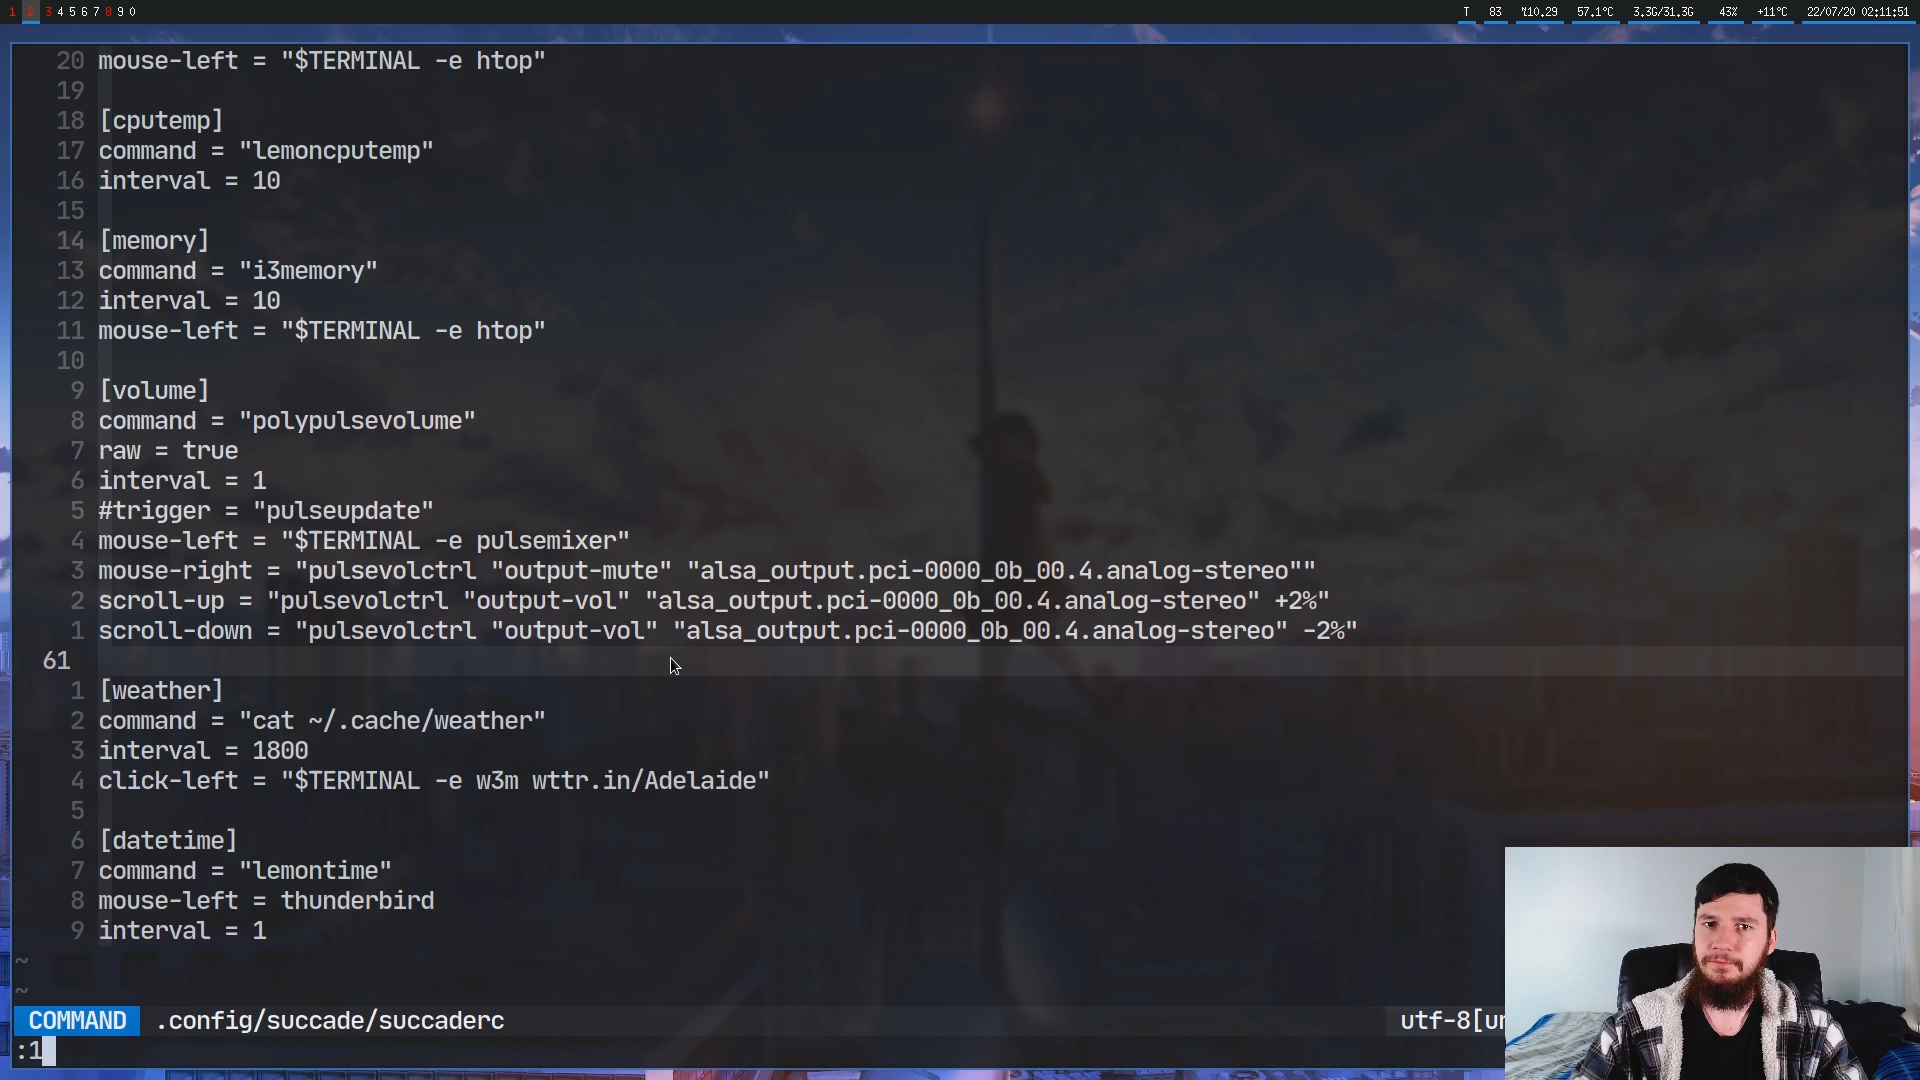 1 2 3 4 5 6 7 8 9 0
T 83 10.29 57.1°C 3.3G/31.3G 43% +11°C 22/07/20 02:11:51
20 mouse-left = "$TERMINAL -e htop"
19
18 [cputemp]
17 command = "lemoncputemp"
16 interval = 10
15
14 [memory]
13 command = "i3memory"
12 interval = 10
11 mouse-left = "$TERMINAL -e htop"
10
9 [volume]
8 command = "polypulsevolume"
7 raw = true
6 interval = 1
5 #trigger = "pulseupdate"
4 mouse-left = "$TERMINAL -e pulsemixer"
3 mouse-right = "pulsevolctrl "output-mute" "alsa_output.pci-0000_0b_00.4.analog-stereo""
2 scroll-up = "pulsevolctrl "output-vol" "alsa_output.pci-0000_0b_00.4.analog-stereo" +2%"
1 scroll-down = "pulsevolctrl "output-vol" "alsa_output.pci-0000_0b_00.4.analog-stereo" -2%"
61
1 [weather]
2 command = "cat ~/.cache/weather"
3 interval = 1800
4 click-left = "$TERMINAL -e w3m wttr.in/Adelaide"
5
6 [datetime]
7 command = "lemontime"
8 mouse-left = thunderbird
9 interval = 1
~
~
COMMAND .config/succade/succaderc utf-8[un
:1